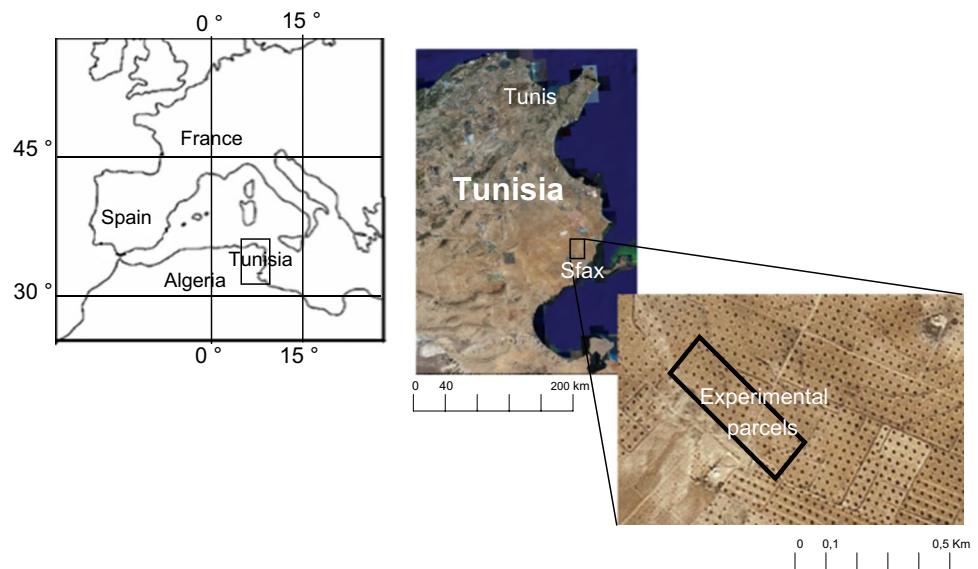 0 °
15 °
45 °
30 °
France
Spain
Tunisia
Algeria
0 °
15 °
Tunis
Tunisia
Sfax
0 40 200 km
Experimental
parcels
0 0,1 0,5 Km